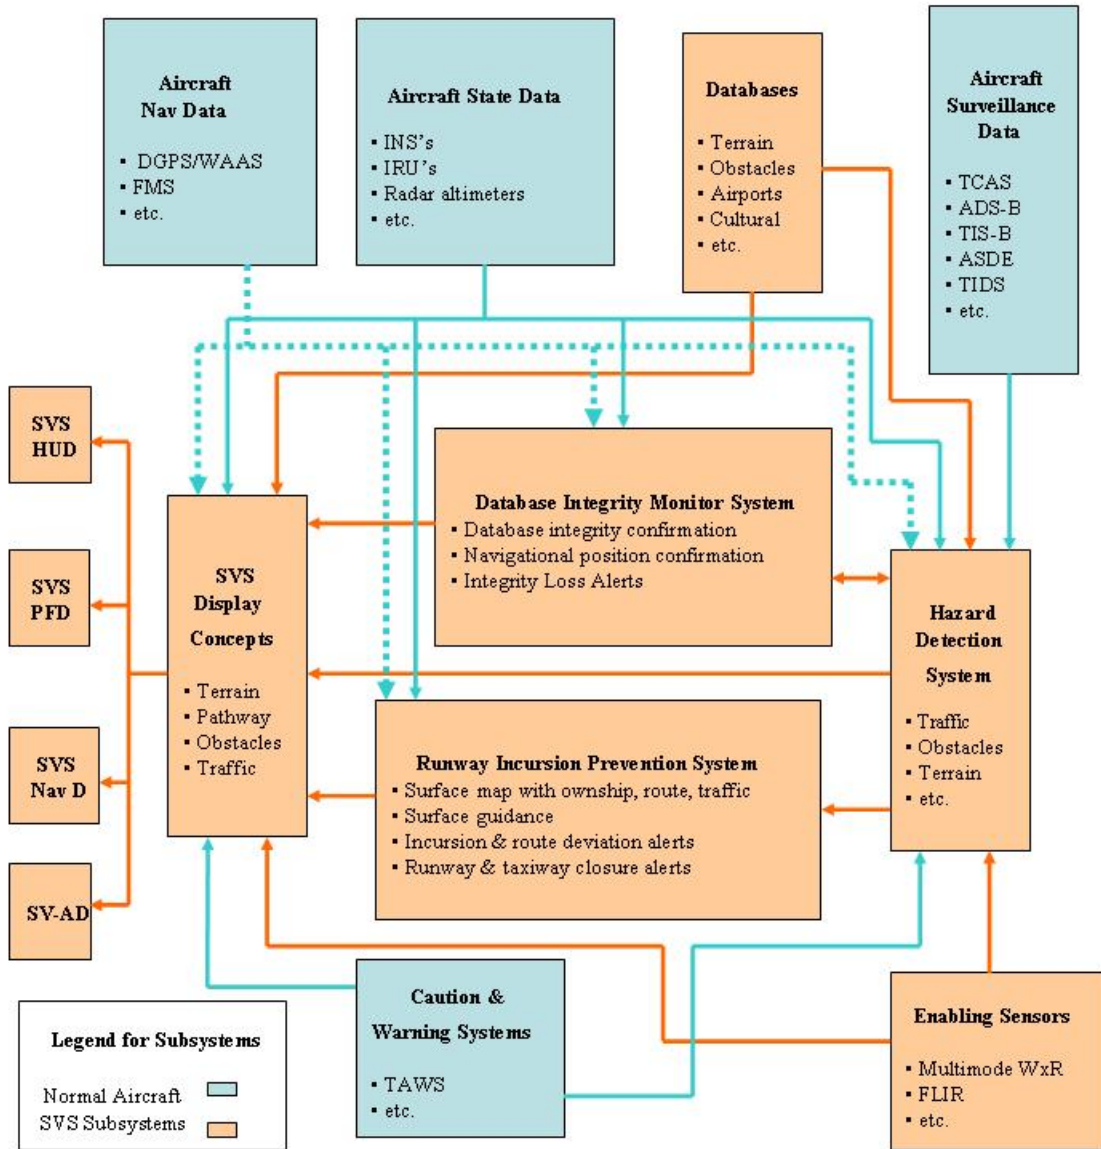 Aircraft
Nav Data
▪ DGPS/WAAS
▪ FMS
▪ etc.
Aircraft State Data
▪ INS's
▪ IRU's
▪ Radar altimeters
▪ etc.
Databases
▪ Terrain
▪ Obstacles
▪ Airports
▪ Cultural
▪ etc.
Aircraft
Surveillance
Data
▪ TCAS
▪ ADS-B
▪ TIS-B
▪ ASDE
▪ TIDS
▪ etc.
SVS
HUD
SVS
PFD
SVS
Nav D
SV-AD
SVS
Display
Concepts
▪ Terrain
▪ Pathway
▪ Obstacles
▪ Traffic
Database Integrity Monitor System
▪ Database integrity confirmation
▪ Navigational position confirmation
▪ Integrity Loss Alerts
Runway Incursion Prevention System
▪ Surface map with ownship, route, traffic
▪ Surface guidance
▪ Incursion & route deviation alerts
▪ Runway & taxiway closure alerts
Hazard
Detection
System
▪ Traffic
▪ Obstacles
▪ Terrain
▪ etc.
Legend for Subsystems
Normal Aircraft
SVS Subsystems
Caution &
Warning Systems
▪ TAWS
▪ etc.
Enabling Sensors
▪ Multimode WxR
▪ FLIR
▪ etc.